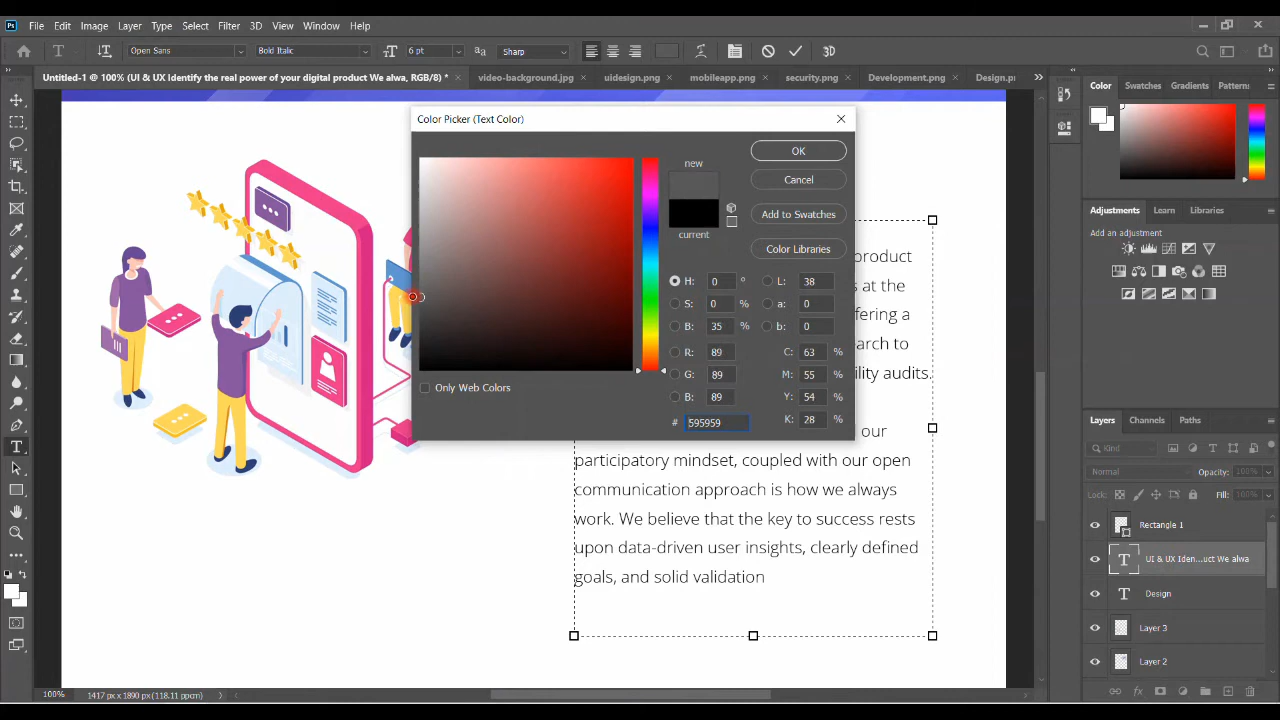 Ps File Edit Image Layer Type Select Filter 3D View Window Help
T Open Sans Bold Italic 6 pt Sharp 3D
Untitled-1 @ 100% (UI & UX Identify the real power of your digital product We alwa, RGB/8) * × video-background.jpg × uidesign.png × mobileapp.png × security.png × Development.png × Design.p
Color Swatches Gradients Pattern
Color Picker (Text Color)
new
current
OK
Cancel
Add to Swatches
Color Libraries
H: 0 °
S: 0 %
B: 35 %
R: 89
G: 89
B: 89
L: 38
a: 0
b: 0
C: 63 %
M: 55 %
Y: 54 %
K: 28 %
# 595959
Only Web Colors
product
s at the
fering a
arch to
ility audits.
our
participatory mindset, coupled with our open
communication approach is how we always
work. We believe that the key to success rests
upon data-driven user insights, clearly defined
goals, and solid validation
Adjustments Learn Libraries
Add an adjustment
Layers Channels Paths
Kind
Normal Opacity: 100%
Lock: Fill: 100%
Rectangle 1
T UI & UX Iden...uct We alwa
T Design
Layer 3
Layer 2
fx
100% 1417 px x 1890 px (118.11 ppcm)